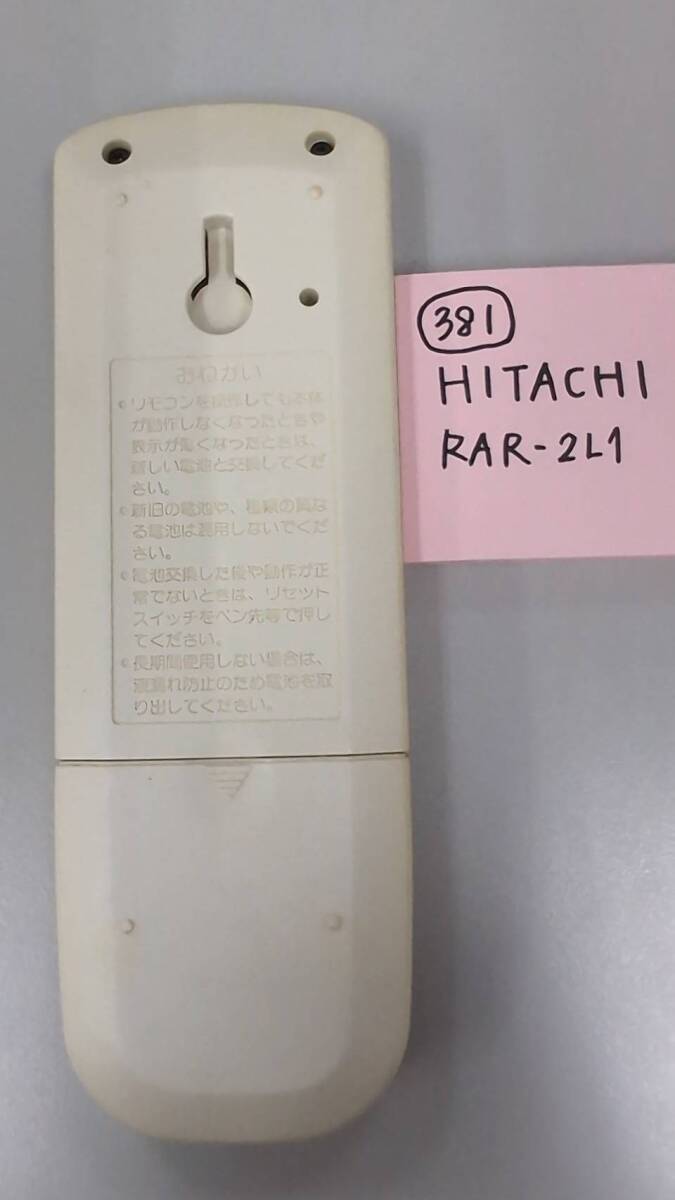 おねがい
• リモコンを操作しても本体
が動作しなくなったときや
表示が薄くなったときは、
新しい電池と交換してくだ
さい。
• 新旧の電池や、種類の異な
る電池は混用しないでくだ
さい。
• 電池交換した後や動作が正
常でないときは、リセット
スイッチをペン先等で押し
てください。
• 長期間使用しない場合は、
液漏れ防止のため電池を取
り出してください。
381
HITACHI
RAR-2L1